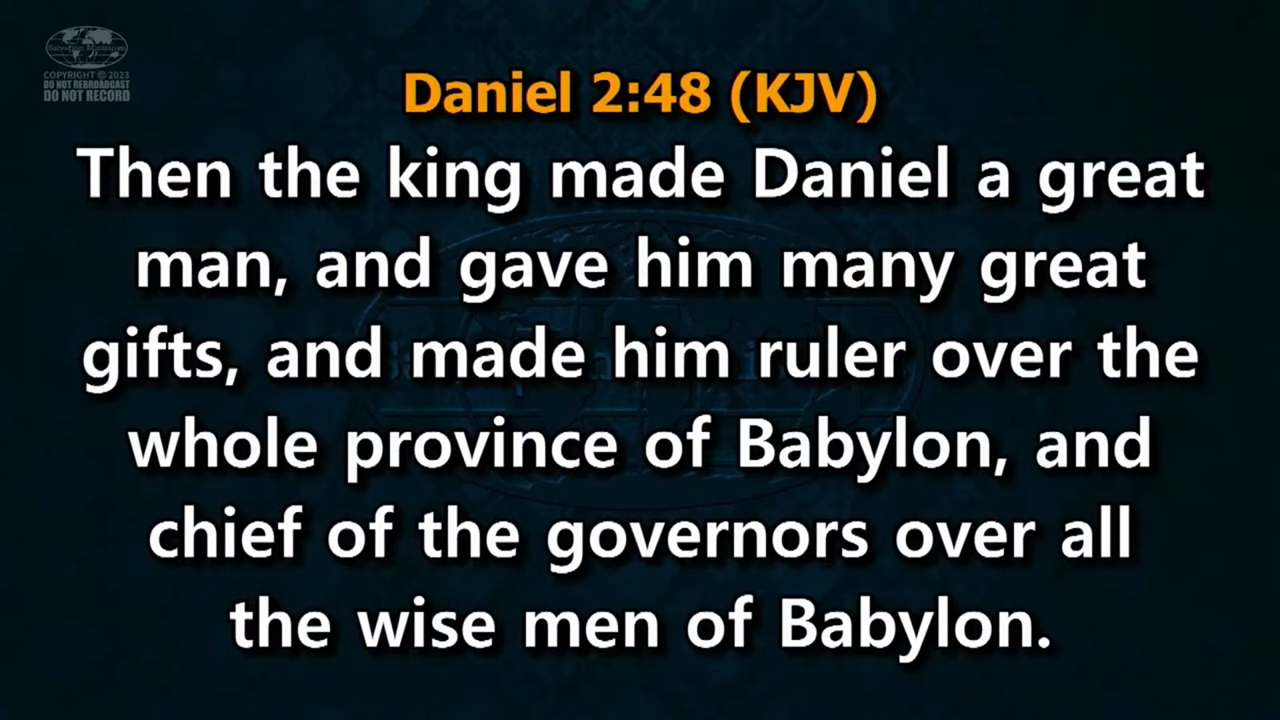 Salvation Ministries
COPYRIGHT © 2023
DO NOT REBROADCAST
DO NOT RECORD
Daniel 2:48 (KJV)
Then the king made Daniel a great
man, and gave him many great
gifts, and made him ruler over the
whole province of Babylon, and
chief of the governors over all
the wise men of Babylon.